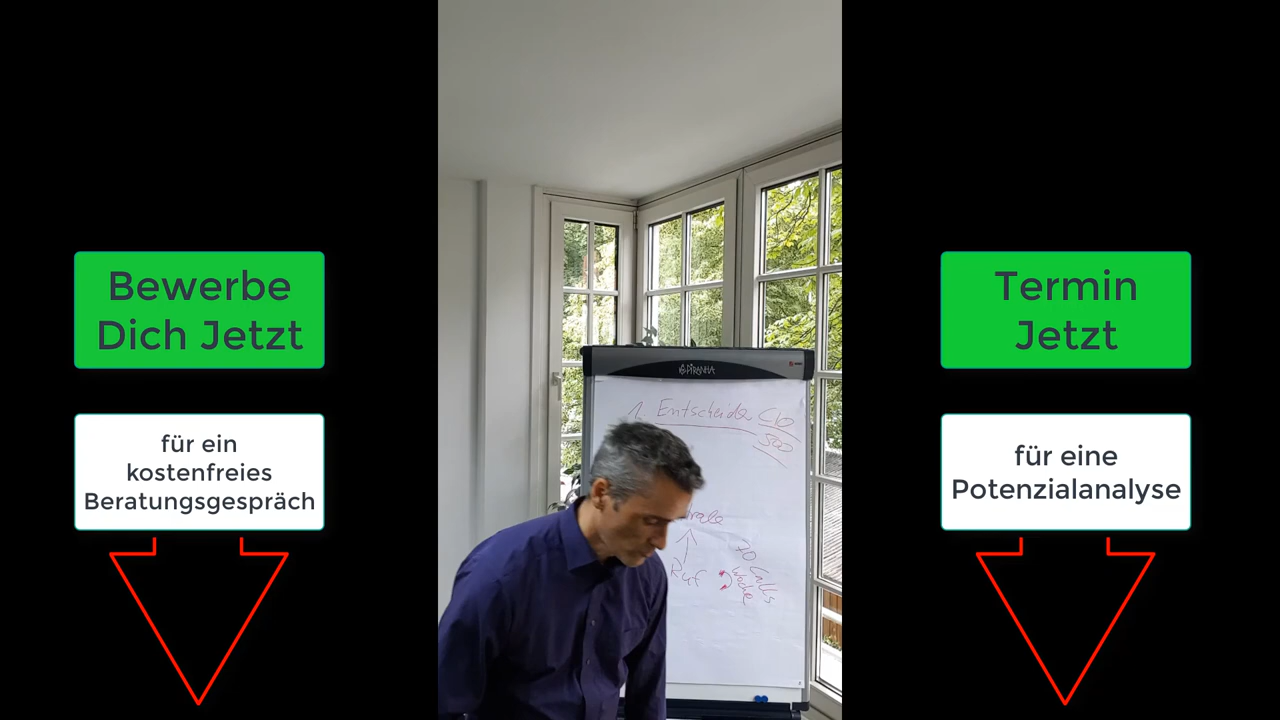 Bewerbe
Dich Jetzt
für ein
kostenfreies
Beratungsgespräch
PIRANHA
1. Entscheider
500
Ruf
70
Calls
Woche
Termin
Jetzt
für eine
Potenzialanalyse